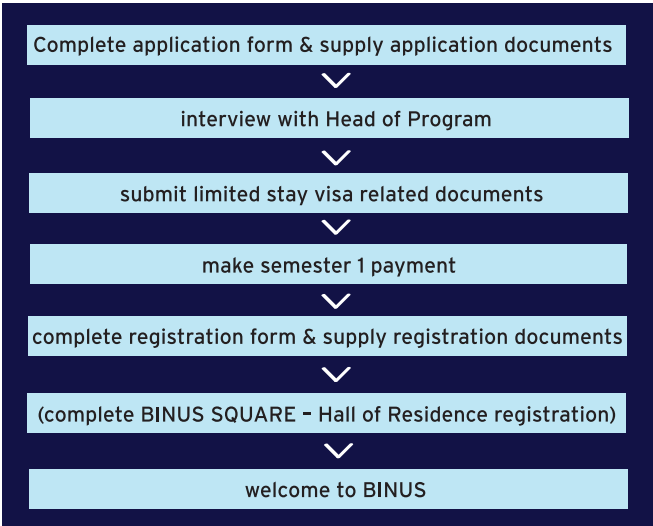 Complete application form & supply application documents
interview with Head of Program
submit limited stay visa related documents
make semester 1 payment
complete registration form & supply registration documents
(complete BINUS SQUARE – Hall of Residence registration)
welcome to BINUS